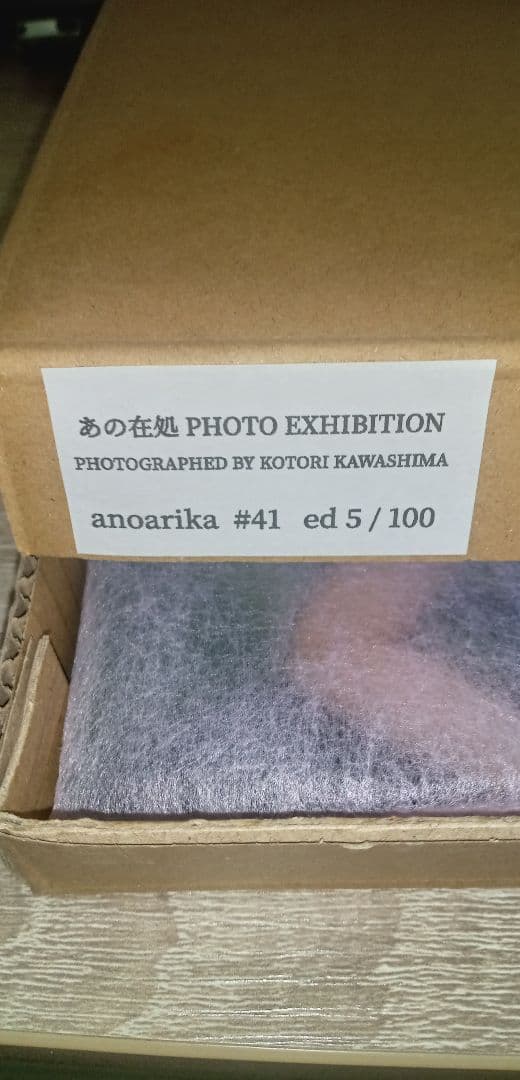 あの在処 PHOTO EXHIBITION
PHOTOGRAPHED BY KOTORI KAWASHIMA
anoarika #41 ed 5 / 100